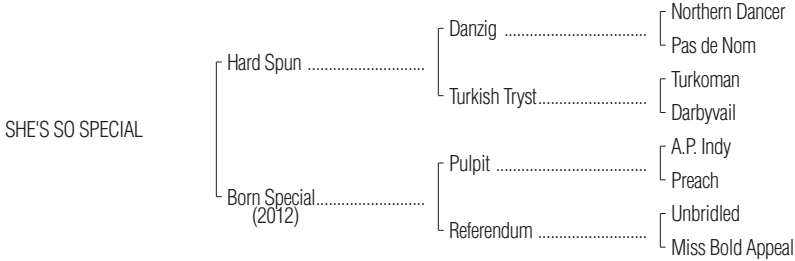 Northern Dancer
Danzig ..................................
Pas de Nom
Hard Spun ............................
Turkoman
Turkish Tryst..........................
Darbyvail
SHE'S SO SPECIAL
A.P. Indy
Pulpit ....................................
Preach
Born Special..........................
(2012)
Unbridled
Referendum ..........................
Miss Bold Appeal